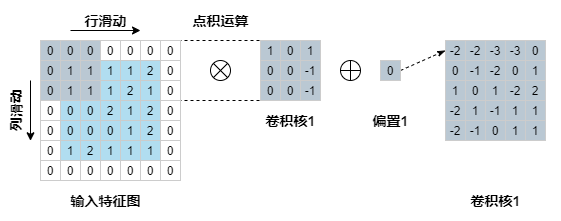 行滑动
点积运算
列滑动
0 0 0 0 0 0 0
0 1 1 1 1 2 0
0 1 1 1 2 1 0
0 0 0 2 1 2 0
0 0 0 0 1 2 0
0 1 2 1 1 1 0
0 0 0 0 0 0 0
输入特征图
1 0 1
0 0 -1
0 0 -1
卷积核1
0
偏置1
-2 -2 -3 -3 0
0 -1 -2 0 1
1 0 1 -2 2
-2 1 -1 1 1
-2 -1 0 1 1
卷积核1